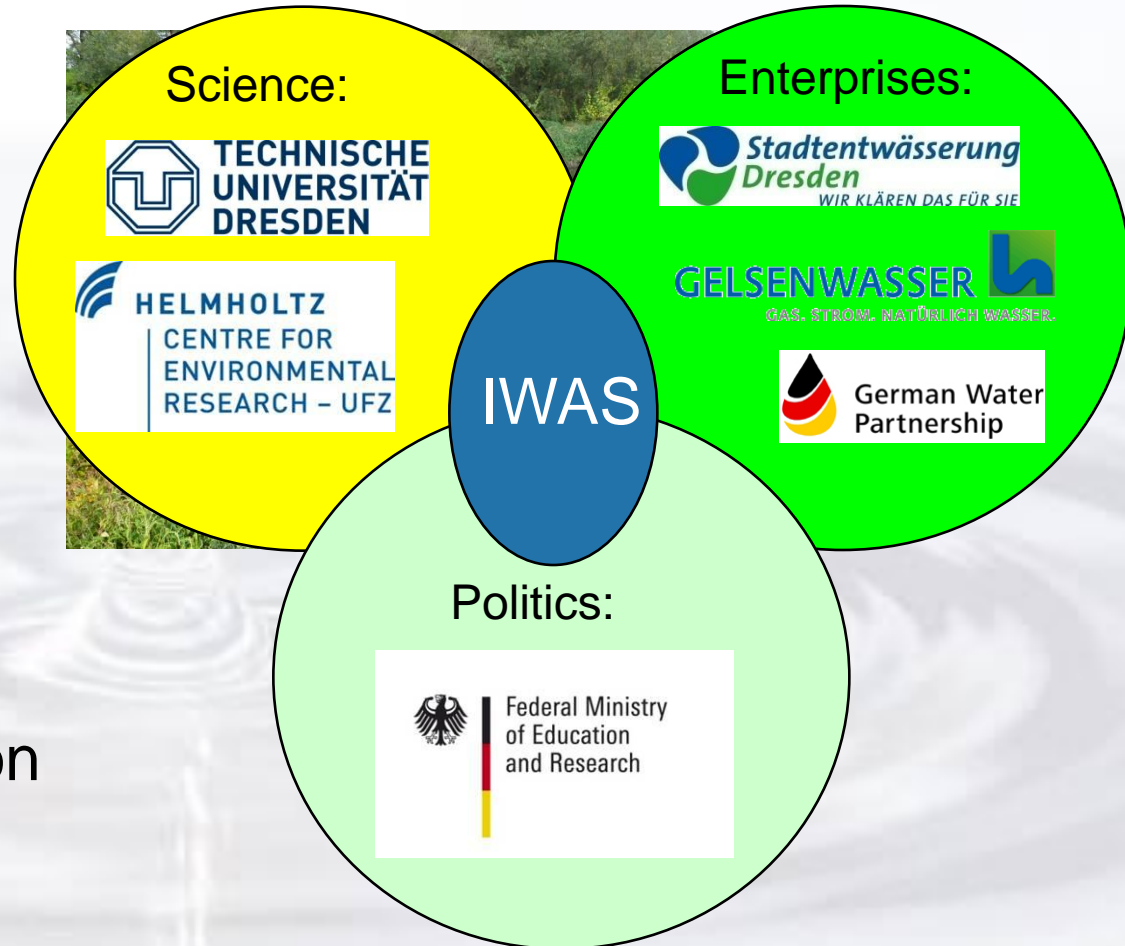 Science:
TECHNISCHE
UNIVERSITÄT
DRESDEN
HELMHOLTZ
CENTRE FOR
ENVIRONMENTAL
RESEARCH – UFZ
Enterprises:
Stadtentwässerung
Dresden
WIR KLÄREN DAS FÜR SIE
GELSENWASSER
GAS. STROM. NATÜRLICH WASSER.
German Water
Partnership
IWAS
Politics:
Federal Ministry
of Education
and Research
on